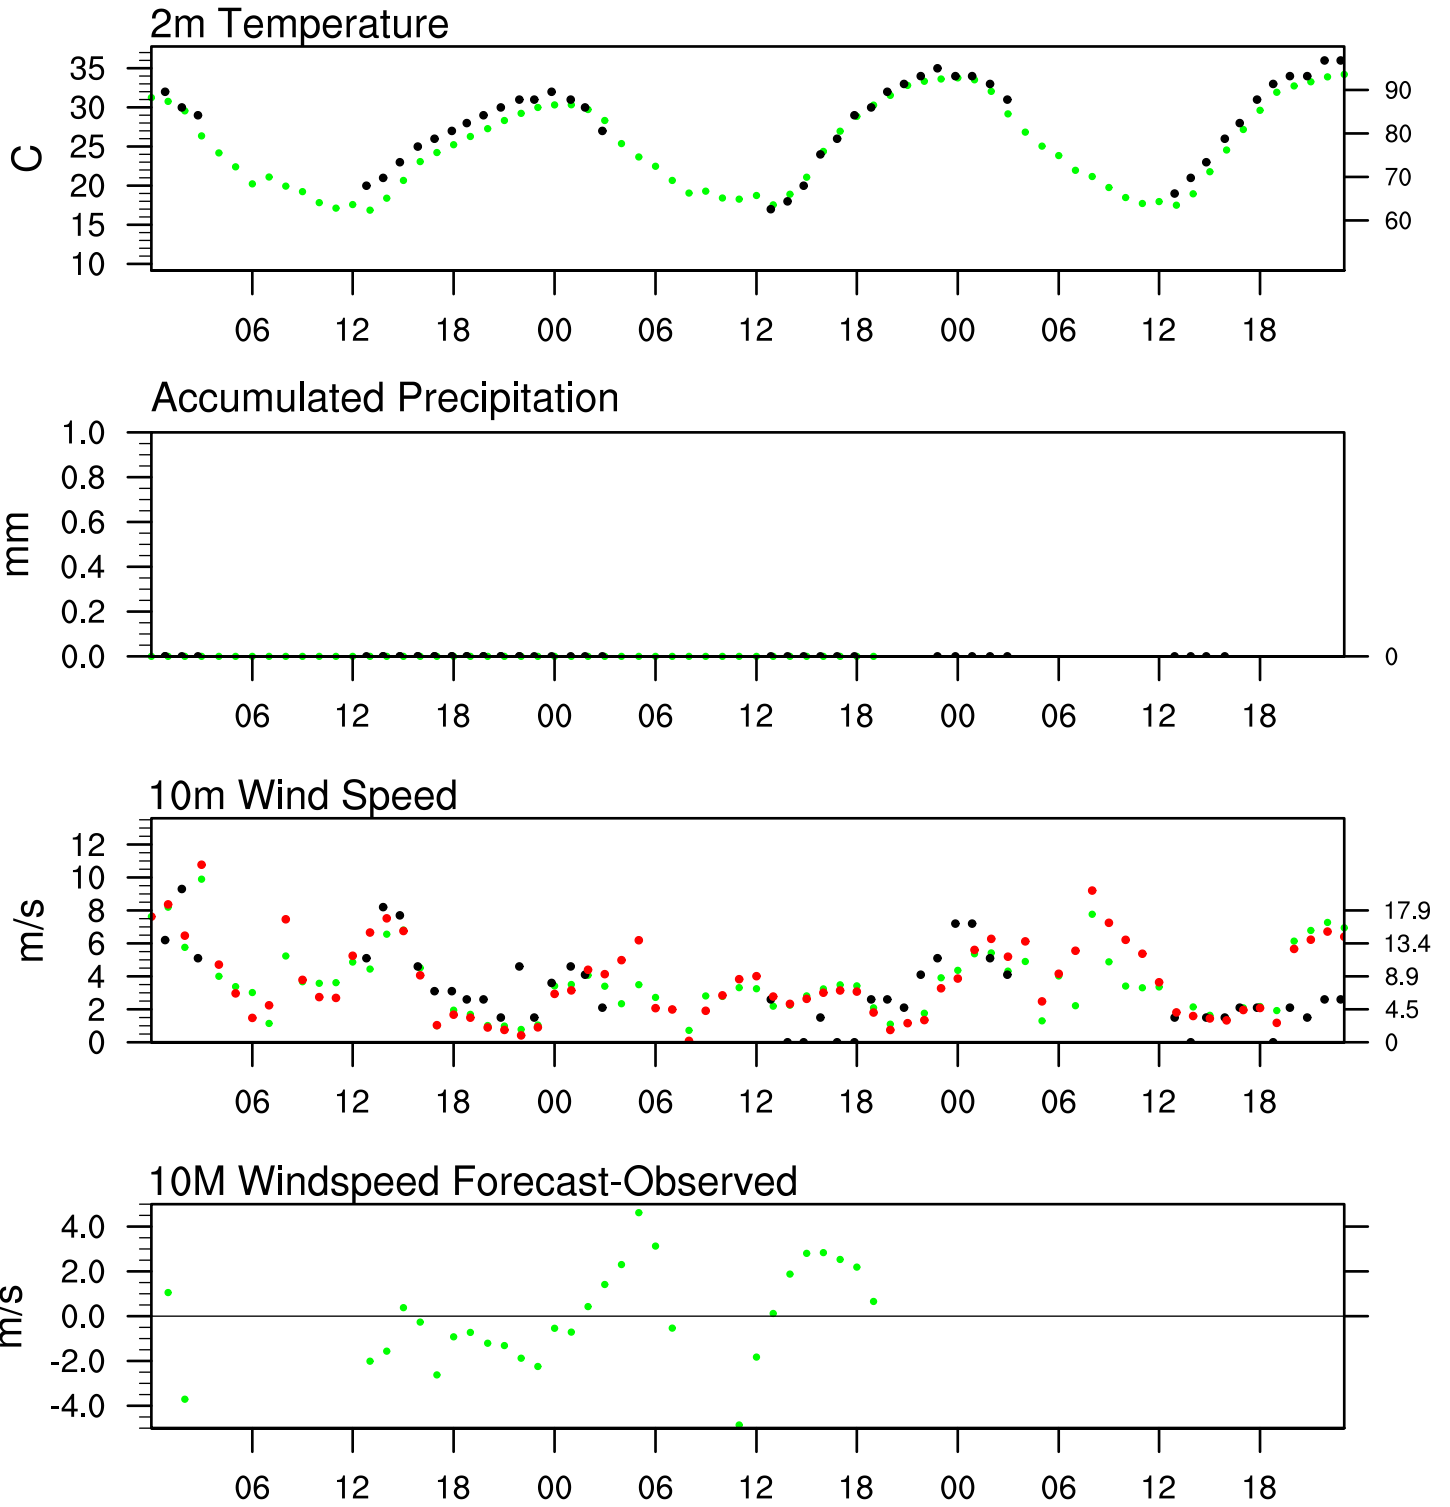 2m Temperature
35
30
25
20
15
10
C
90
80
70
60
06 12 18 00 06 12 18 00 06 12 18
Accumulated Precipitation
1.0
0.8
0.6
0.4
0.2
0.0
mm
0
06 12 18 00 06 12 18 00 06 12 18
10m Wind Speed
12
10
8
6
4
2
0
m/s
17.9
13.4
8.9
4.5
0
06 12 18 00 06 12 18 00 06 12 18
10M Windspeed Forecast-Observed
4.0
2.0
0.0
-2.0
-4.0
m/s
06 12 18 00 06 12 18 00 06 12 18